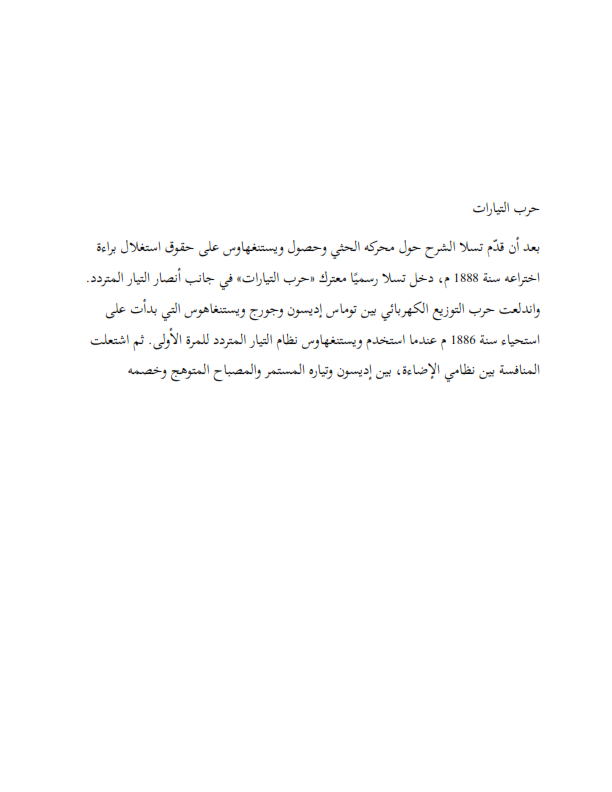 حرب التيارات
بعد أن قدّم تسلا الشرح حول محركه الحثي وحصول ويستنغهاوس على حقوق استغلال براءة
اختراعه سنة 1888 م، دخل تسلا رسميًا معترك «حرب التيارات» في جانب أنصار التيار المتردد.
واندلعت حرب التوزيع الكهربائي بين توماس إديسون وجورج ويستنغاهوس التي بدأت على
استحياء سنة 1886 م عندما استخدم ويستنغهاوس نظام التيار المتردد للمرة الأولى. ثم اشتعلت
المنافسة بين نظامي الإضاءة، بين إديسون وتياره المستمر والمصباح المتوهج وخصمه